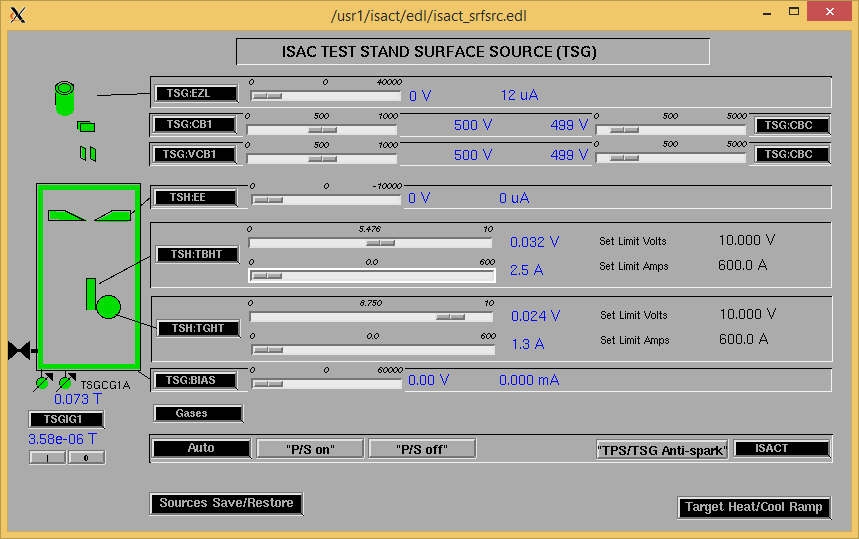 /usr1/isact/edl/isact_srfsrc.edl
ISAC TEST STAND SURFACE SOURCE (TSG)
0 0 40000
TSG:EZL 0 V 12 uA
0 500 1000 0 500 5000
TSG:CB1 500 V 499 V TSG:CBC
0 500 1000 0 500 5000
TSG:VCB1 500 V 499 V TSG:CBC
0 0 -10000
TSH:EE 0 V 0 uA
0 5.476 10
0.032 V Set Limit Volts 10.000 V
TSH:TBHT
0 0.0 600
2.5 A Set Limit Amps 600.0 A
0 6.750 10
0.024 V Set Limit Volts 10.000 V
TSH:TGHT
0 0.0 600
1.3 A Set Limit Amps 600.0 A
0 0 60000
TSG:BIAS 0.00 V 0.000 mA
TSGCG1A
0.073 T
TSGIG1
3.58e-06 T
I 0
Gases
Auto "P/S on" "P/S off" "TPS/TSG Anti-spark" ISACT
Sources Save/Restore
Target Heat/Cool Ramp